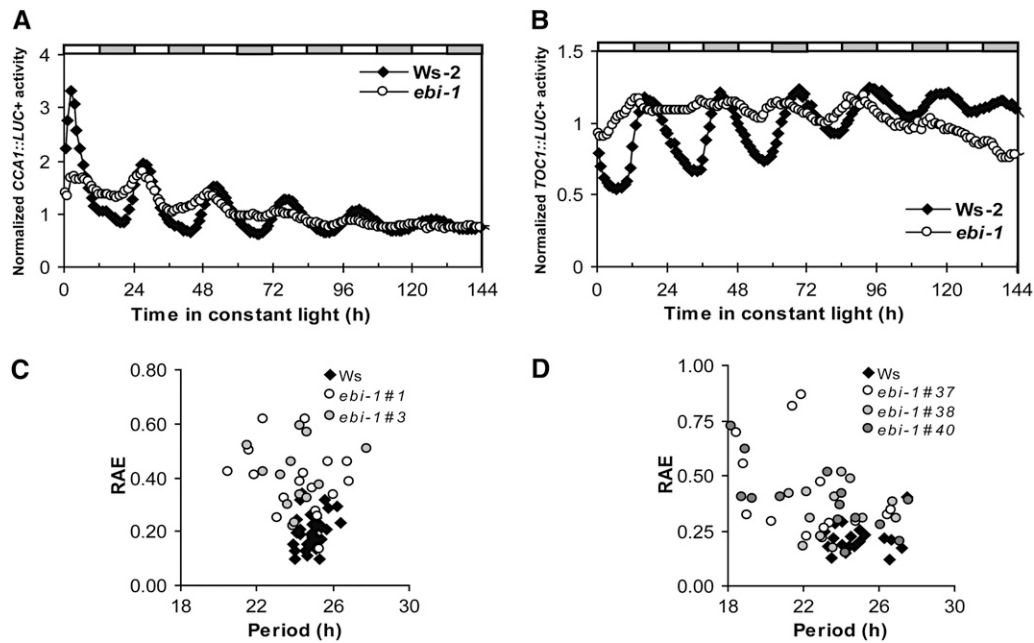 A
Normalized CCA1::LUC+ activity
4
3
2
1
0
Ws-2
ebi-1
0 24 48 72 96 120 144
Time in constant light (h)
B
Normalized TOC1::LUC+ activity
1.5
1
0.5
0
Ws-2
ebi-1
0 24 48 72 96 120 144
Time in constant light (h)
C
RAE
0.80
0.60
0.40
0.20
0.00
Ws
ebi-1#1
ebi-1#3
18 22 26 30
Period (h)
D
RAE
1.00
0.75
0.50
0.25
0.00
Ws
ebi-1#37
ebi-1#38
ebi-1#40
18 22 26 30
Period (h)